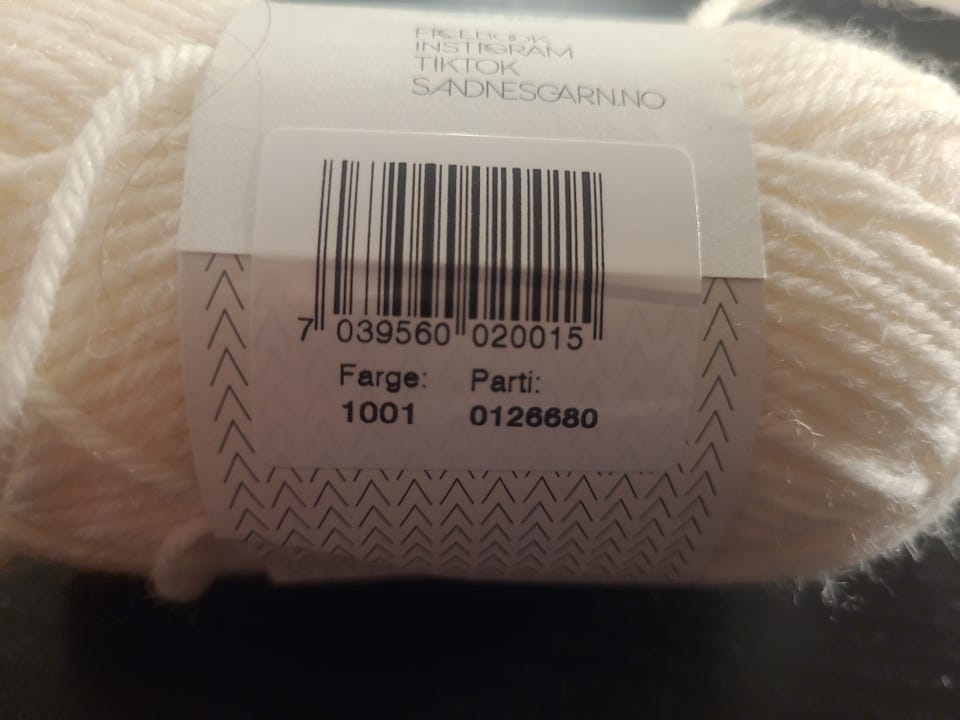 FACEBOOK
INSTAGRAM
TIKTOK
SANDNESGARN.NO
7 039560 020015
Farge: Parti:
1001 0126680